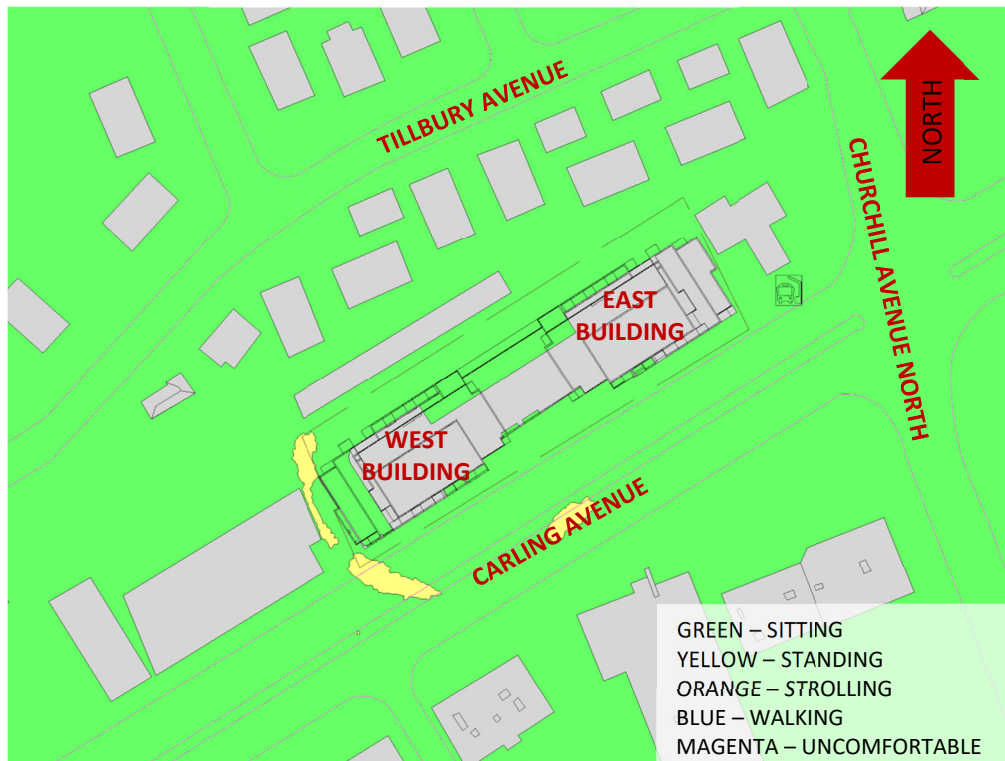 TILLBURY AVENUE
NORTH
CHURCHILL AVENUE NORTH
EAST
BUILDING
WEST
BUILDING
CARLING AVENUE
GREEN – SITTING
YELLOW – STANDING
ORANGE – STROLLING
BLUE – WALKING
MAGENTA – UNCOMFORTABLE